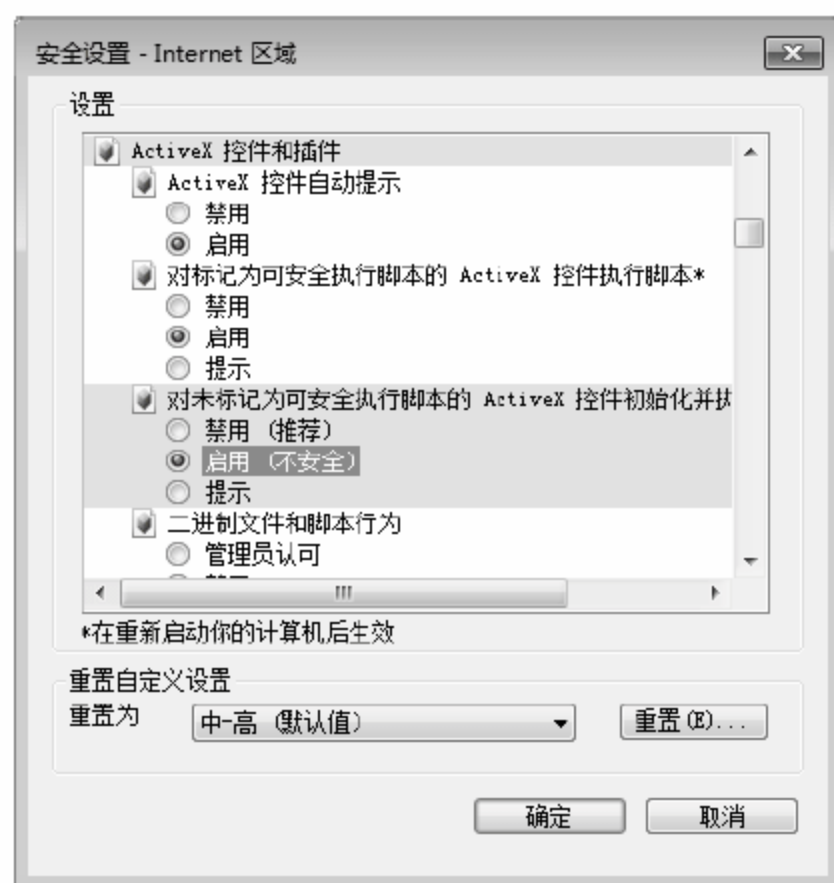 安全设置 - Internet 区域
设置
ActiveX 控件和插件
ActiveX 控件自动提示
禁用
启用
对标记为可安全执行脚本的 ActiveX 控件执行脚本*
禁用
启用
提示
对未标记为可安全执行脚本的 ActiveX 控件初始化并执
禁用 (推荐)
启用 (不安全)
提示
二进制文件和脚本行为
管理员认可
*在重新启动你的计算机后生效
重置自定义设置
重置为
中-高 (默认值)
重置(E)...
确定
取消